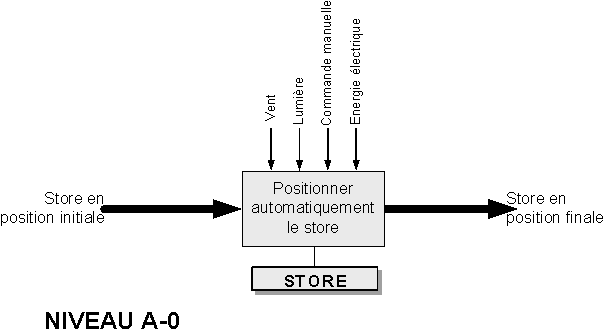 Vent
Lumière
Commande manuelle
Energie électrique
Store en
position initiale
Positionner
automatiquement
le store
Store en
position finale
STORE
NIVEAU A-0